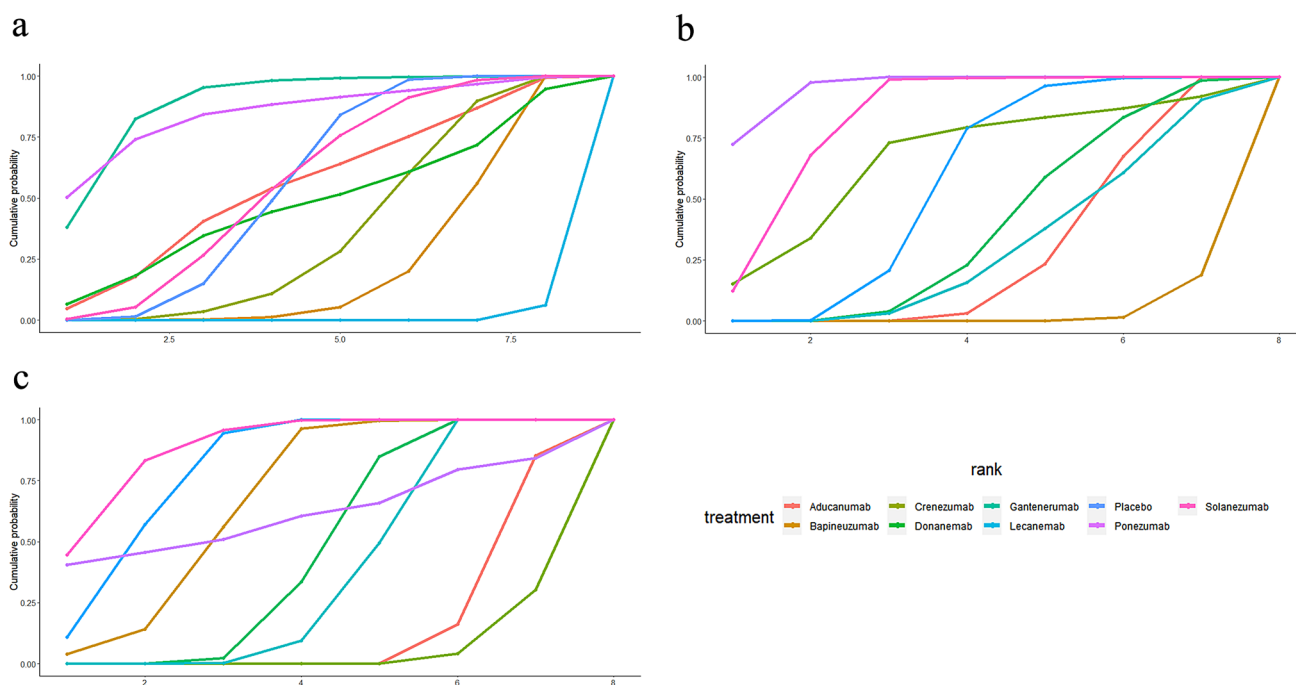 a
1.00
0.75
0.50
0.25
0.00
Cumulative probability
2.5 5.0 7.5
b
1.00
0.75
0.50
0.25
0.00
Cumulative probability
2 4 6 8
c
1.00
0.75
0.50
0.25
0.00
Cumulative probability
2 4 6 8
rank
treatment
Aducanumab Crenezumab Gantenerumab Placebo Solanezumab
Bapineuzumab Donanemab Lecanemab Ponezumab